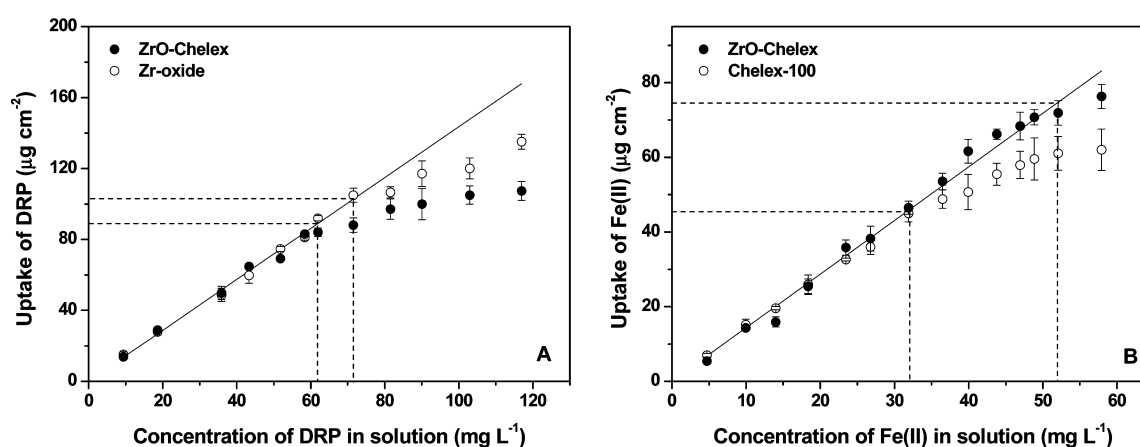 200
160
120
80
40
0
Uptake of DRP (μg cm-2)
ZrO-Chelex
Zr-oxide
A
0 20 40 60 80 100 120
Concentration of DRP in solution (mg L-1)
80
60
40
20
0
Uptake of Fe(II) (μg cm-2)
ZrO-Chelex
Chelex-100
B
0 10 20 30 40 50 60
Concentration of Fe(II) in solution (mg L-1)